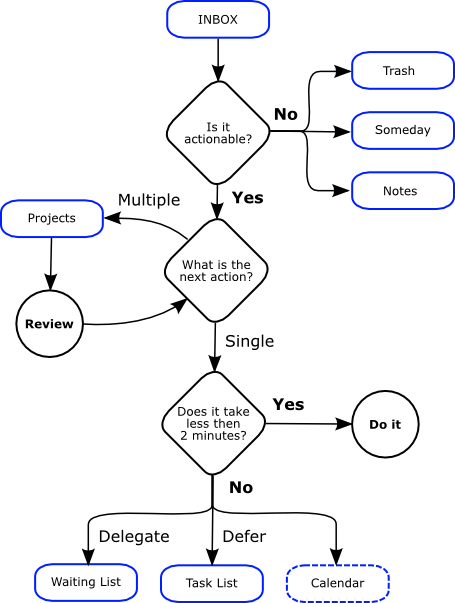 INBOX
Is it
actionable?
No
Trash
Someday
Notes
Yes
Multiple
Projects
What is the
next action?
Review
Single
Does it take
less then
2 minutes?
Yes
Do it
No
Delegate
Defer
Waiting List
Task List
Calendar